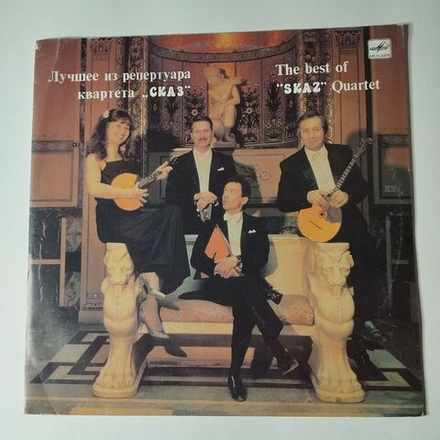 Лучшее из репертуара
квартета „СКАЗ"
The best of
"SKAZ" Quartet